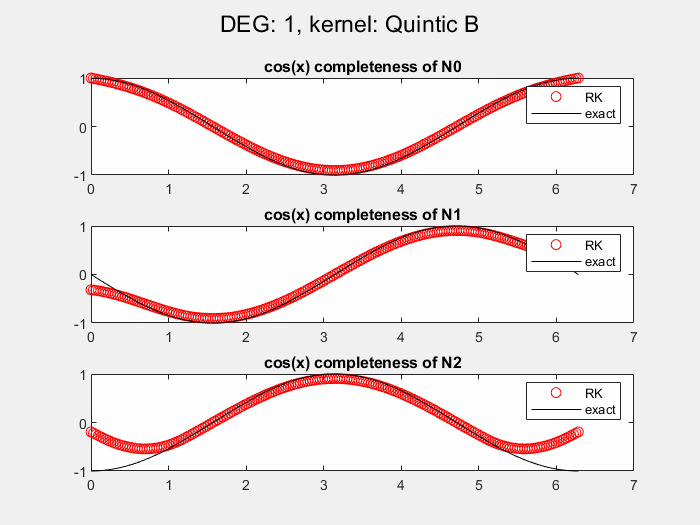 DEG: 1, kernel: Quintic B
cos(x) completeness of N0
1
0
-1
0 1 2 3 4 5 6 7
RK
exact
cos(x) completeness of N1
1
0
-1
0 1 2 3 4 5 6 7
RK
exact
cos(x) completeness of N2
1
0
-1
0 1 2 3 4 5 6 7
RK
exact